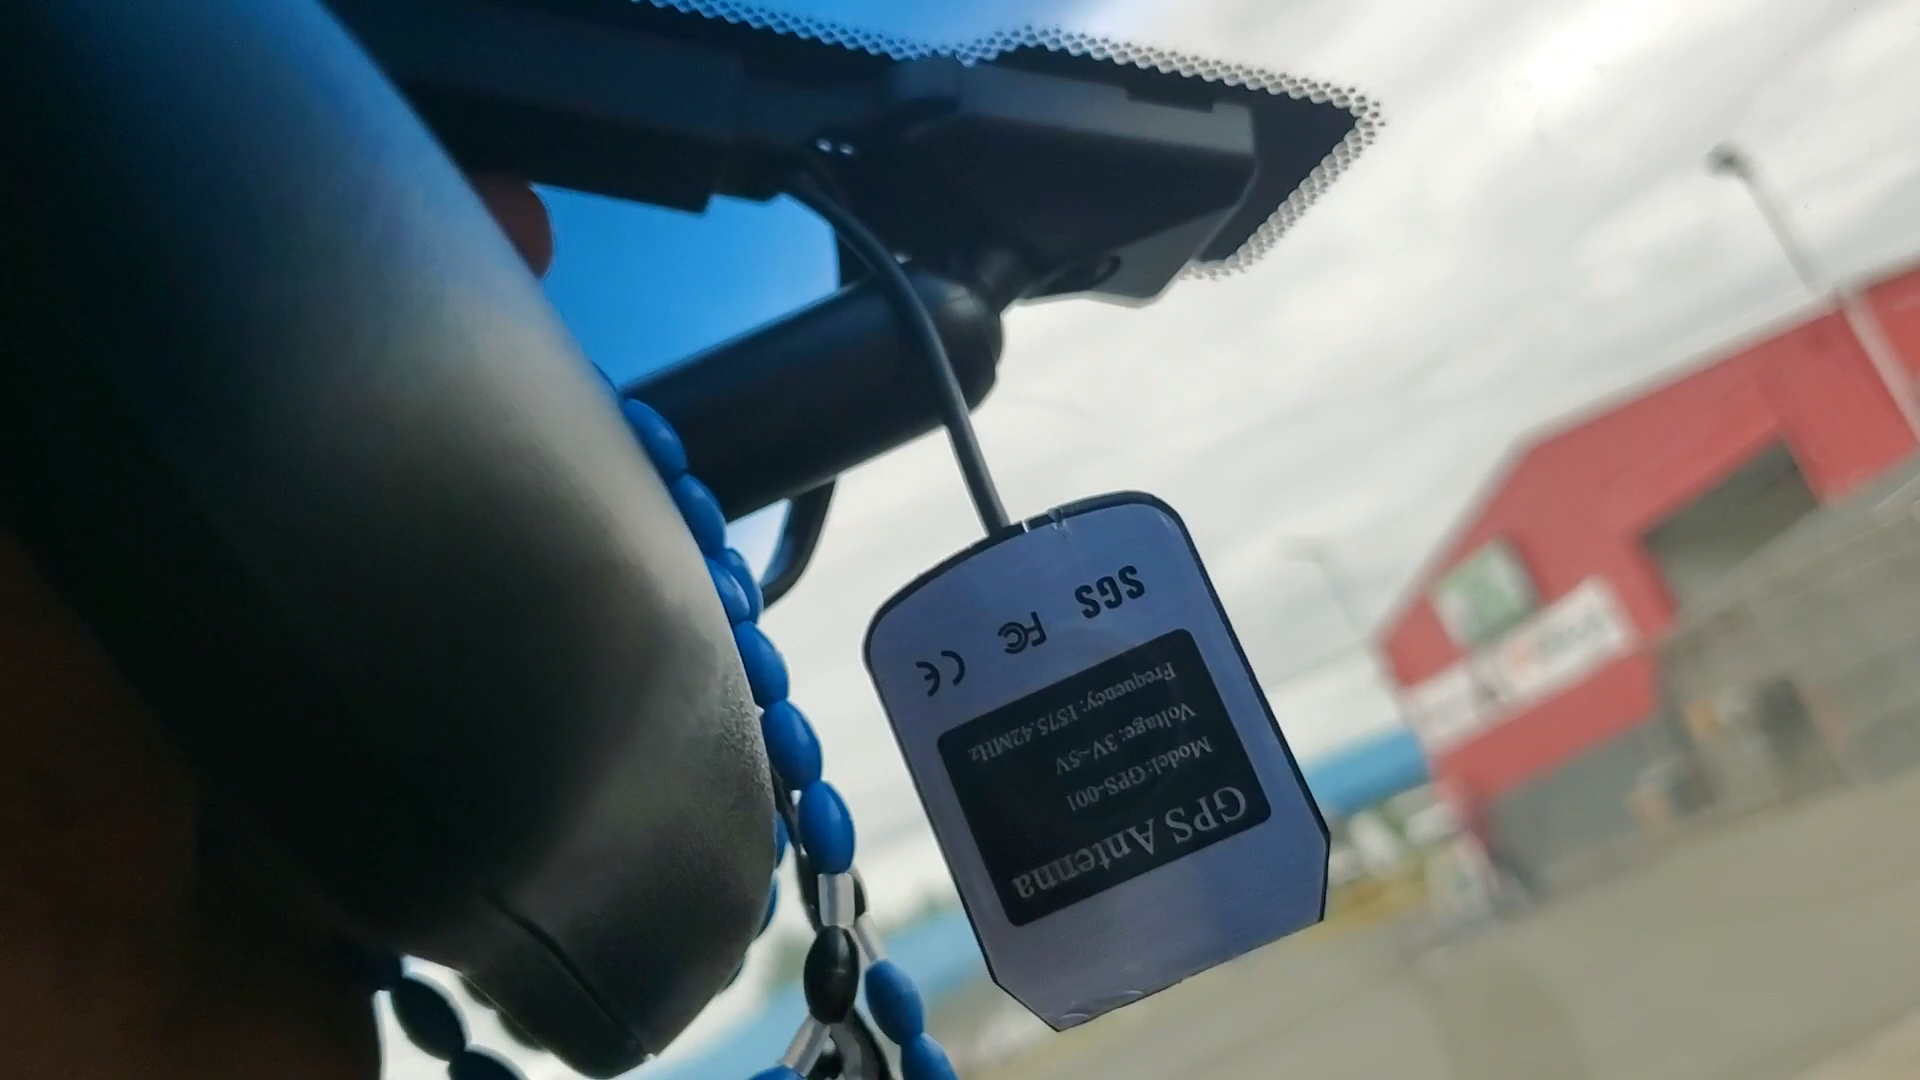 GPS Antenna
Model: GPS-001
Voltage: 3V~5V
Frequency: 1575.42MHz
CE FC SGS